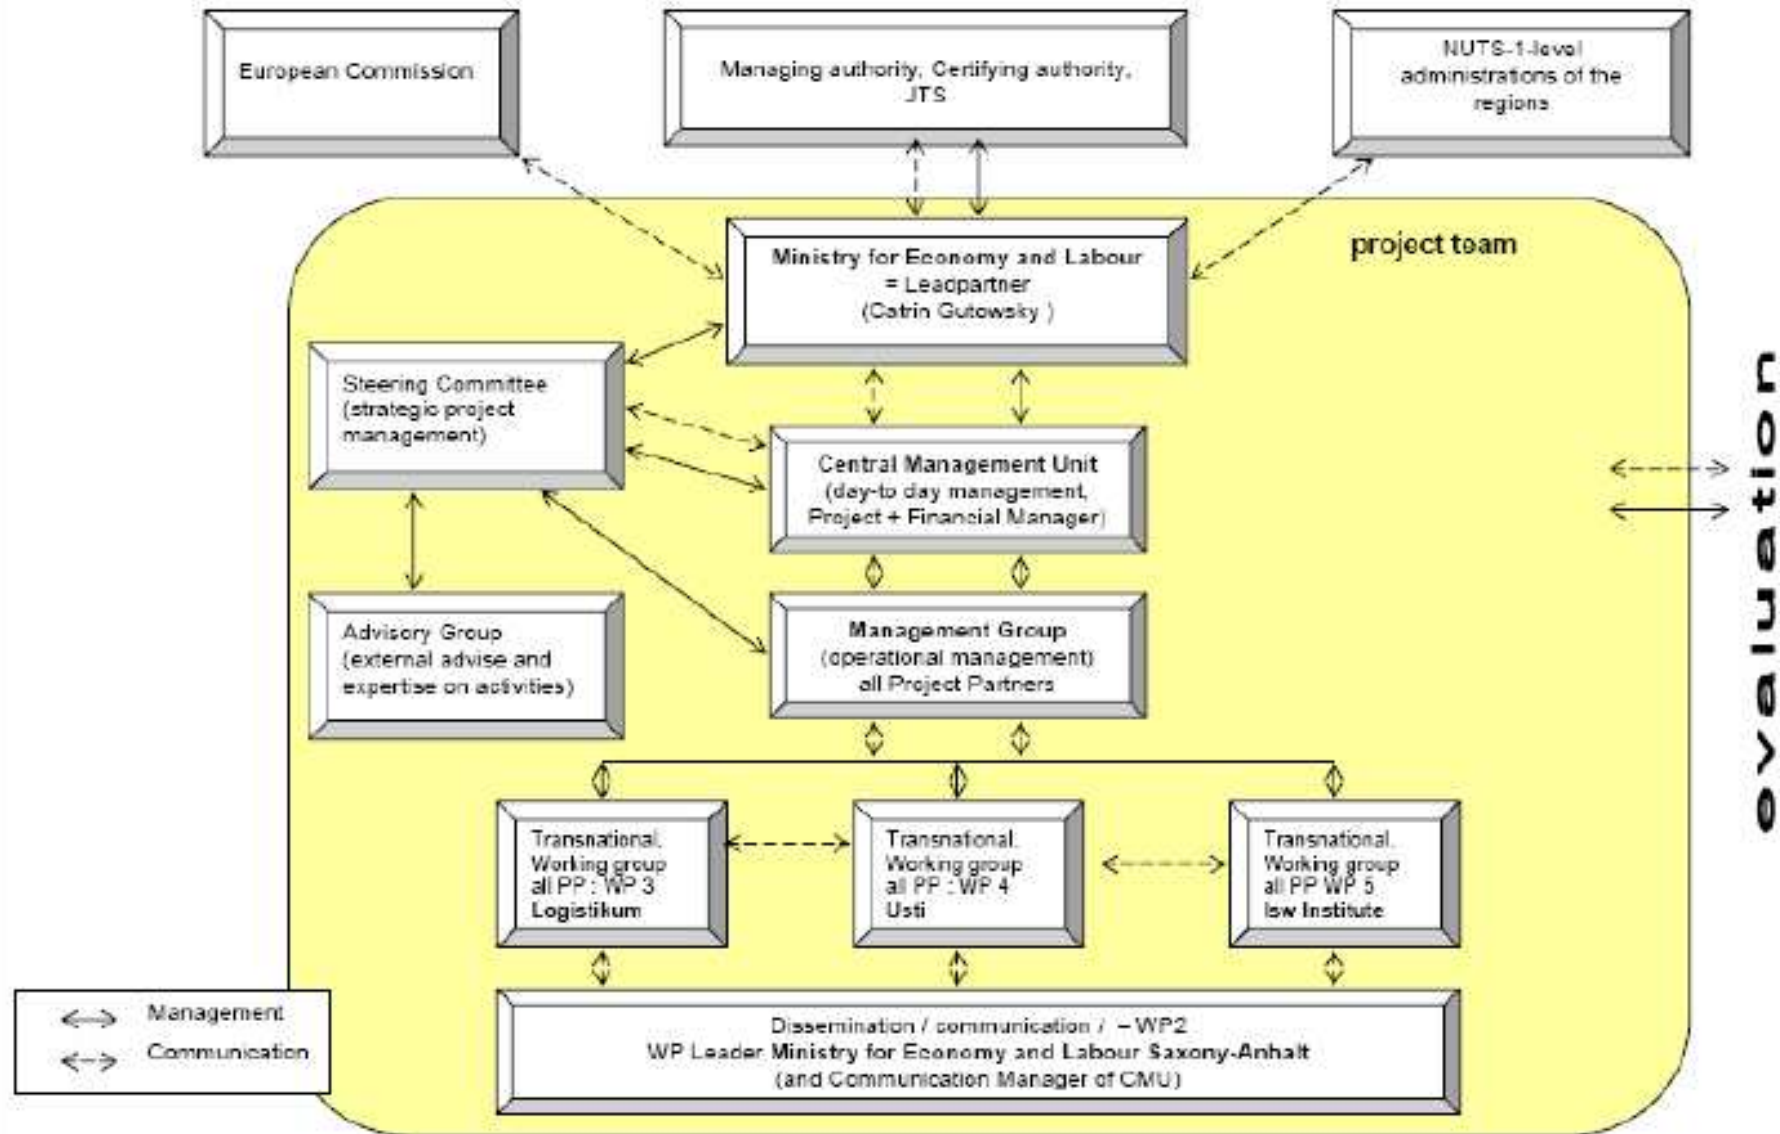 European Commission
Managing authority, Certifying authority,
JTS
NUTS-1-level
administrations of the
regions
project team
Ministry for Economy and Labour
= Leadpartner
(Catrin Gutowsky )
Steering Committee
(strategic project
management)
Central Management Unit
(day-to day management,
Project + Financial Manager)
Advisory Group
(external advise and
expertise on activities)
Management Group
(operational management)
all Project Partners
Transnational.
Working group
all PP : WP 3
Logistikum
Transnational.
Working group
all PP : WP 4
Usti
Transnational.
Working group
all PP WP 5
Isw Institute
Dissemination / communication / – WP2
WP Leader Ministry for Economy and Labour Saxony-Anhalt
(and Communication Manager of CMU)
Management
Communication
evaluation